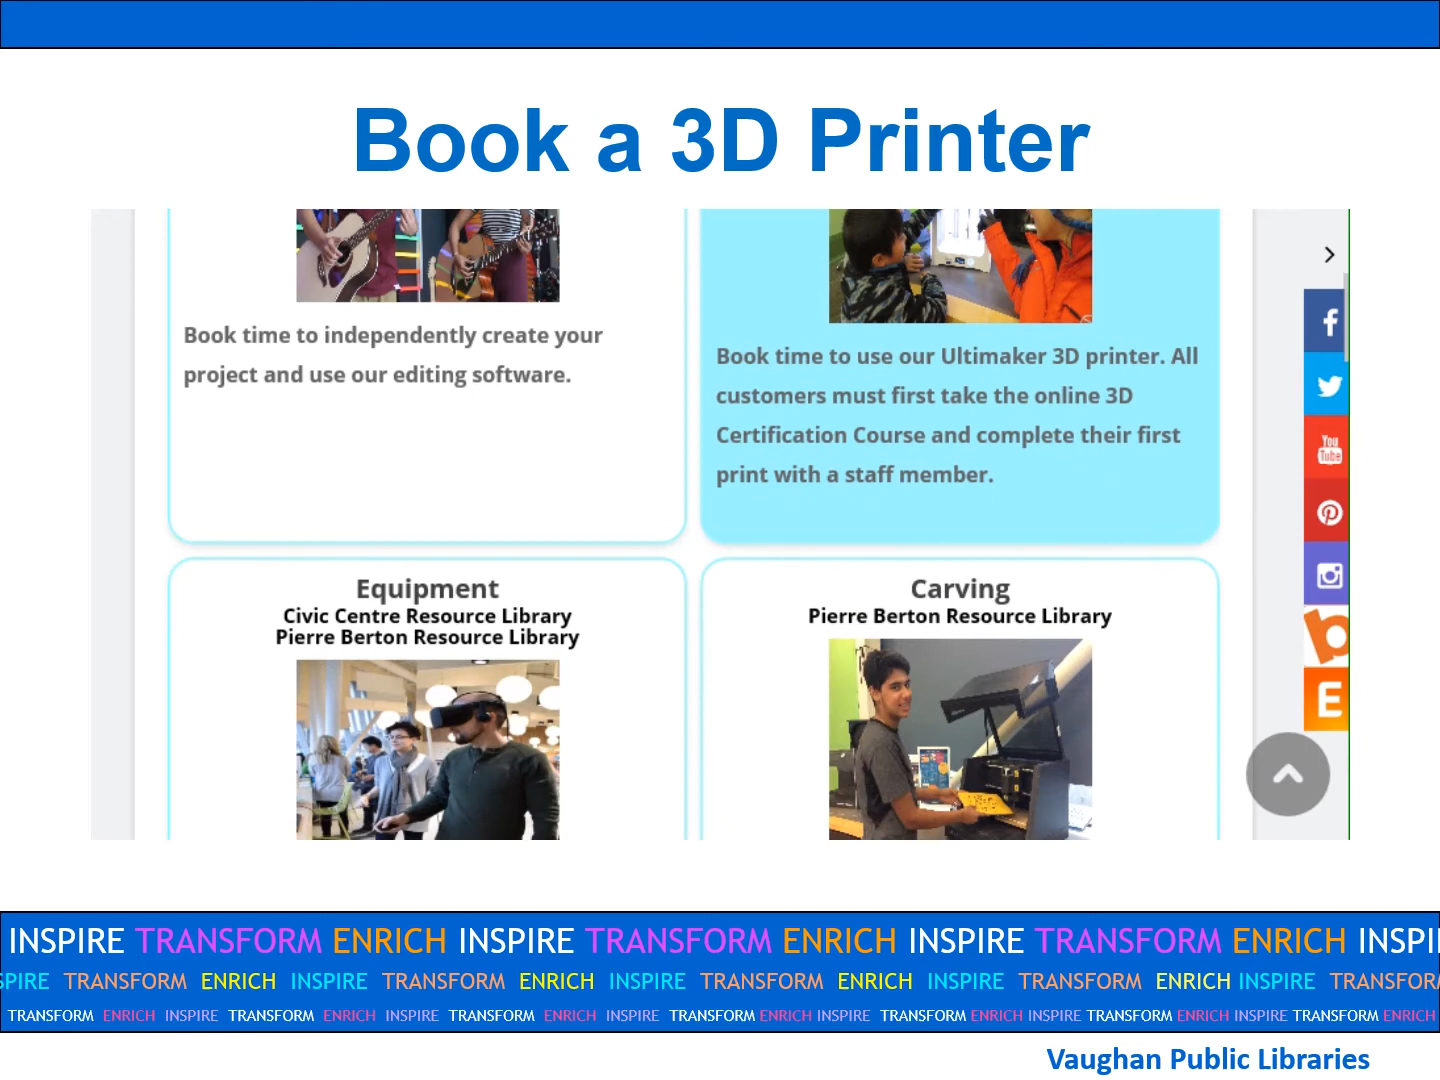 Book a 3D Printer
Book time to independently create your
project and use our editing software.
Book time to use our Ultimaker 3D printer. All
customers must first take the online 3D
Certification Course and complete their first
print with a staff member.
Equipment
Civic Centre Resource Library
Pierre Berton Resource Library
Carving
Pierre Berton Resource Library
You
Tube
E
INSPIRE TRANSFORM ENRICH INSPIRE TRANSFORM ENRICH INSPIRE TRANSFORM ENRICH INSPI
SPIRE TRANSFORM ENRICH INSPIRE TRANSFORM ENRICH INSPIRE TRANSFORM ENRICH INSPIRE TRANSFORM ENRICH INSPIRE TRANSFORM
TRANSFORM ENRICH INSPIRE TRANSFORM ENRICH INSPIRE TRANSFORM ENRICH INSPIRE TRANSFORM ENRICH INSPIRE TRANSFORM ENRICH INSPIRE TRANSFORM ENRICH INSPIRE TRANSFORM ENRICH
Vaughan Public Libraries